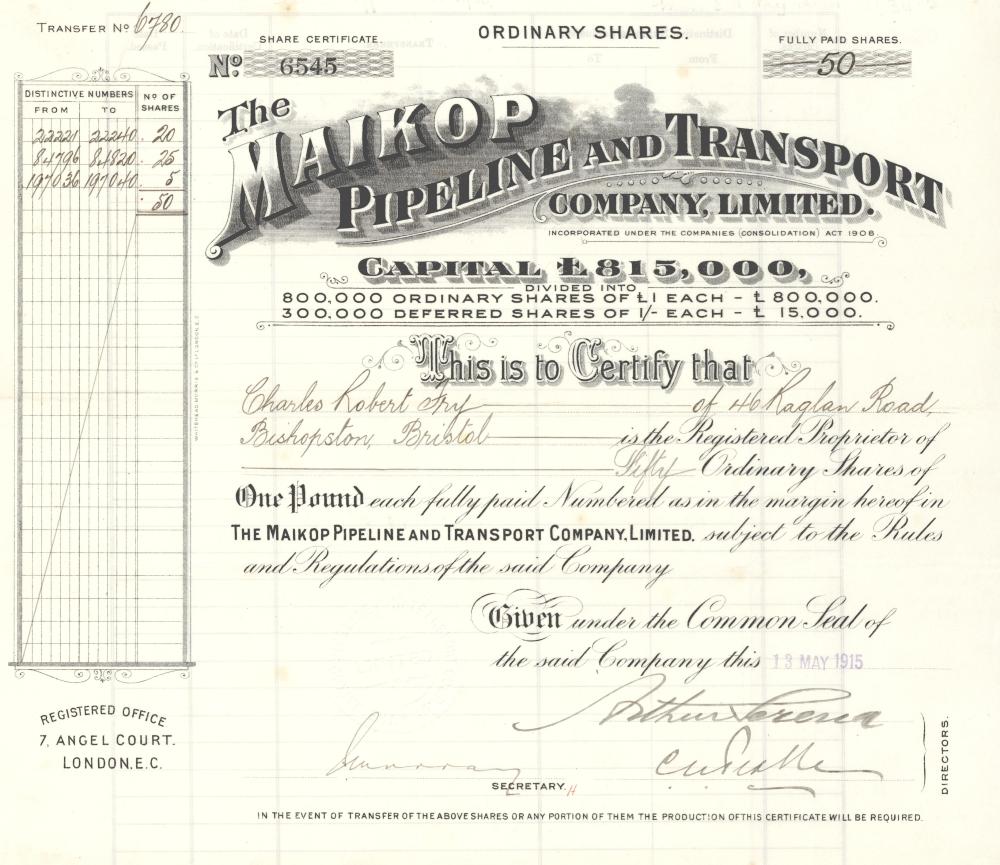 TRANSFER No 6780.
ORDINARY SHARES.
SHARE CERTIFICATE.
No. 6545
FULLY PAID SHARES.
50
DISTINCTIVE NUMBERS No OF SHARES
FROM TO
22221 22240 . 20
84796 84820 . 25
197036 197040 . 5
. 50
The
MAIKOP
PIPELINE AND TRANSPORT
COMPANY, LIMITED.
INCORPORATED UNDER THE COMPANIES (CONSOLIDATION) ACT 1908.
CAPITAL £815,000,
DIVIDED INTO
800,000 ORDINARY SHARES OF £1 EACH - £ 800,000.
300,000 DEFERRED SHARES OF 1/- EACH - £ 15,000.
This is to Certify that
Charles Robert Fry of 46 Raglan Road,
Bishopston, Bristol is the Registered Proprietor of
Fifty Ordinary Shares of
One Pound each fully paid Numbered as in the margin hereof in
THE MAIKOP PIPELINE AND TRANSPORT COMPANY, LIMITED. subject to the Rules
and Regulations of the said Company
Given under the Common Seal of
the said Company this 13 MAY 1915
Arthur
DIRECTORS.
SECRETARY.
REGISTERED OFFICE
7, ANGEL COURT.
LONDON, E.C.
IN THE EVENT OF TRANSFER OF THE ABOVE SHARES OR ANY PORTION OF THEM THE PRODUCTION OF THIS CERTIFICATE WILL BE REQUIRED.